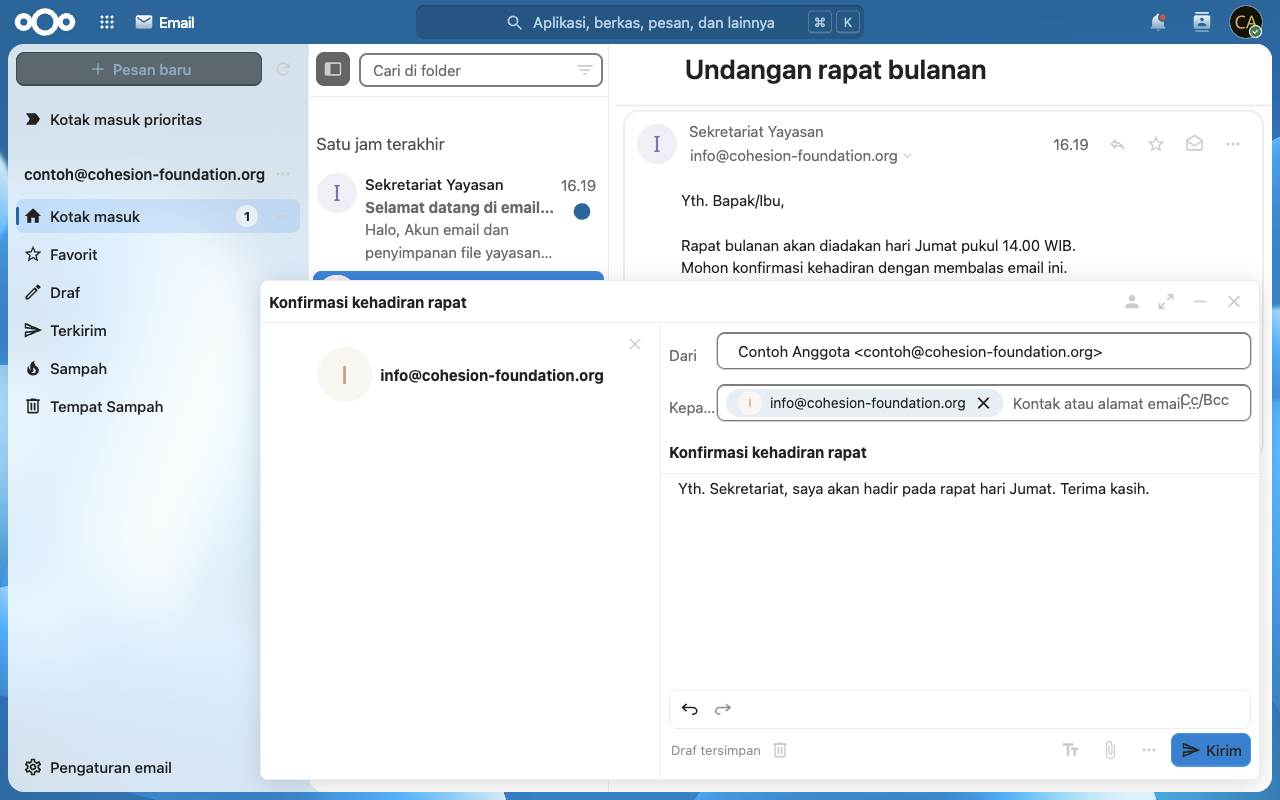 Email
Aplikasi, berkas, pesan, dan lainnya
⌘ K
CA
Pesan baru
Kotak masuk prioritas
contoh@cohesion-foundation.org
Kotak masuk 1
Favorit
Draf
Terkirim
Sampah
Tempat Sampah
Pengaturan email
Cari di folder
Satu jam terakhir
I
Sekretariat Yayasan 16.19
Selamat datang di email...
Halo, Akun email dan
penyimpanan file yayasan...
Undangan rapat bulanan
I
Sekretariat Yayasan
info@cohesion-foundation.org
16.19
Yth. Bapak/Ibu,
Rapat bulanan akan diadakan hari Jumat pukul 14.00 WIB.
Mohon konfirmasi kehadiran dengan membalas email ini.
Konfirmasi kehadiran rapat
I
info@cohesion-foundation.org
Dari Contoh Anggota <contoh@cohesion-foundation.org>
Kepa... I info@cohesion-foundation.org Kontak atau alamat email ... Cc/Bcc
Konfirmasi kehadiran rapat
Yth. Sekretariat, saya akan hadir pada rapat hari Jumat. Terima kasih.
Draf tersimpan
Tt
Kirim